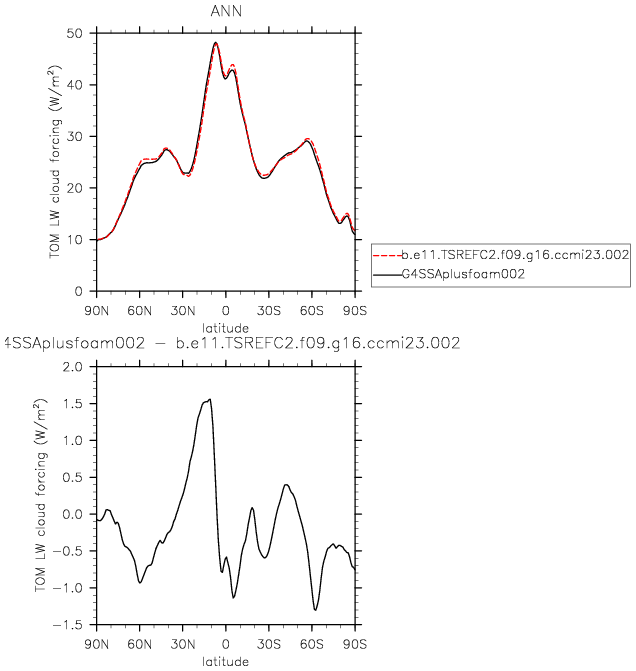 ANN
50
40
30
20
10
0
TOM LW cloud forcing (W/m²)
90N 60N 30N 0 30S 60S 90S
latitude
b.e11.TSREFC2.f09.g16.ccmi23.002
G4SSAplusfoam002
4SSAplusfoam002 − b.e11.TSREFC2.f09.g16.ccmi23.002
2.0
1.5
1.0
0.5
0.0
−0.5
−1.0
−1.5
TOM LW cloud forcing (W/m²)
90N 60N 30N 0 30S 60S 90S
latitude